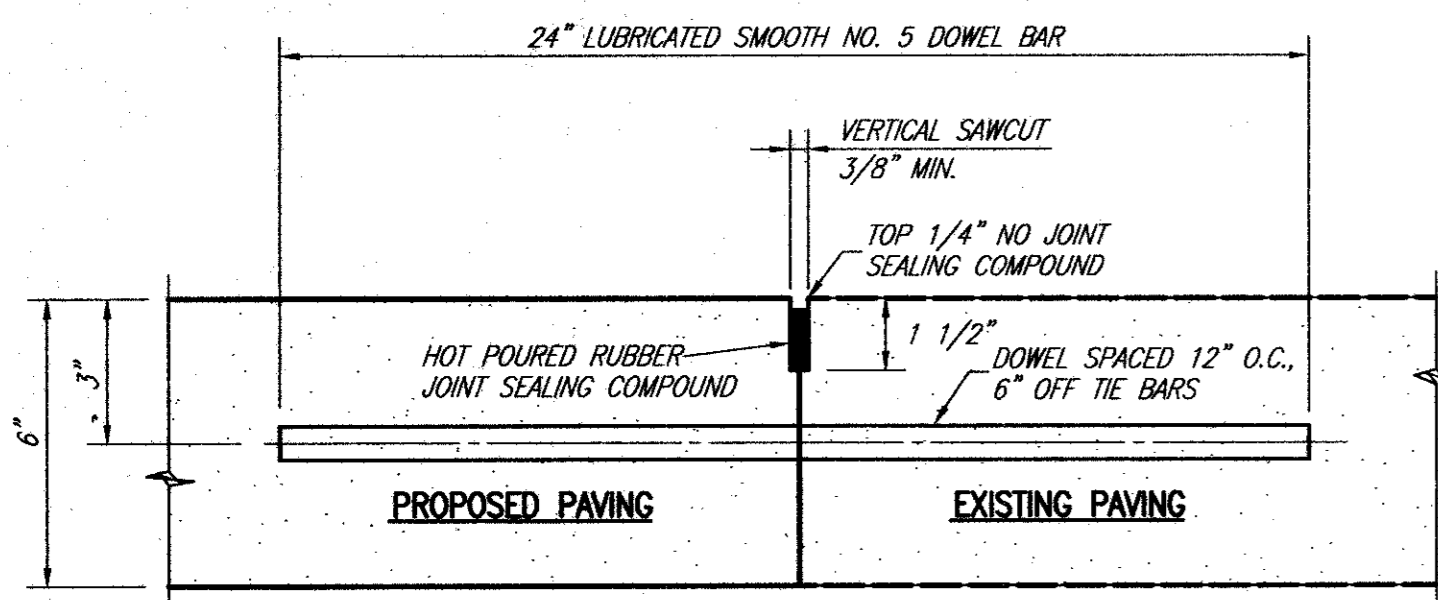 24" LUBRICATED SMOOTH NO. 5 DOWEL BAR
VERTICAL SAWCUT
3/8" MIN.
TOP 1/4" NO JOINT
SEALING COMPOUND
1 1/2"
HOT POURED RUBBER
JOINT SEALING COMPOUND
DOWEL SPACED 12" O.C.,
6" OFF TIE BARS
3"
6"
PROPOSED PAVING
EXISTING PAVING